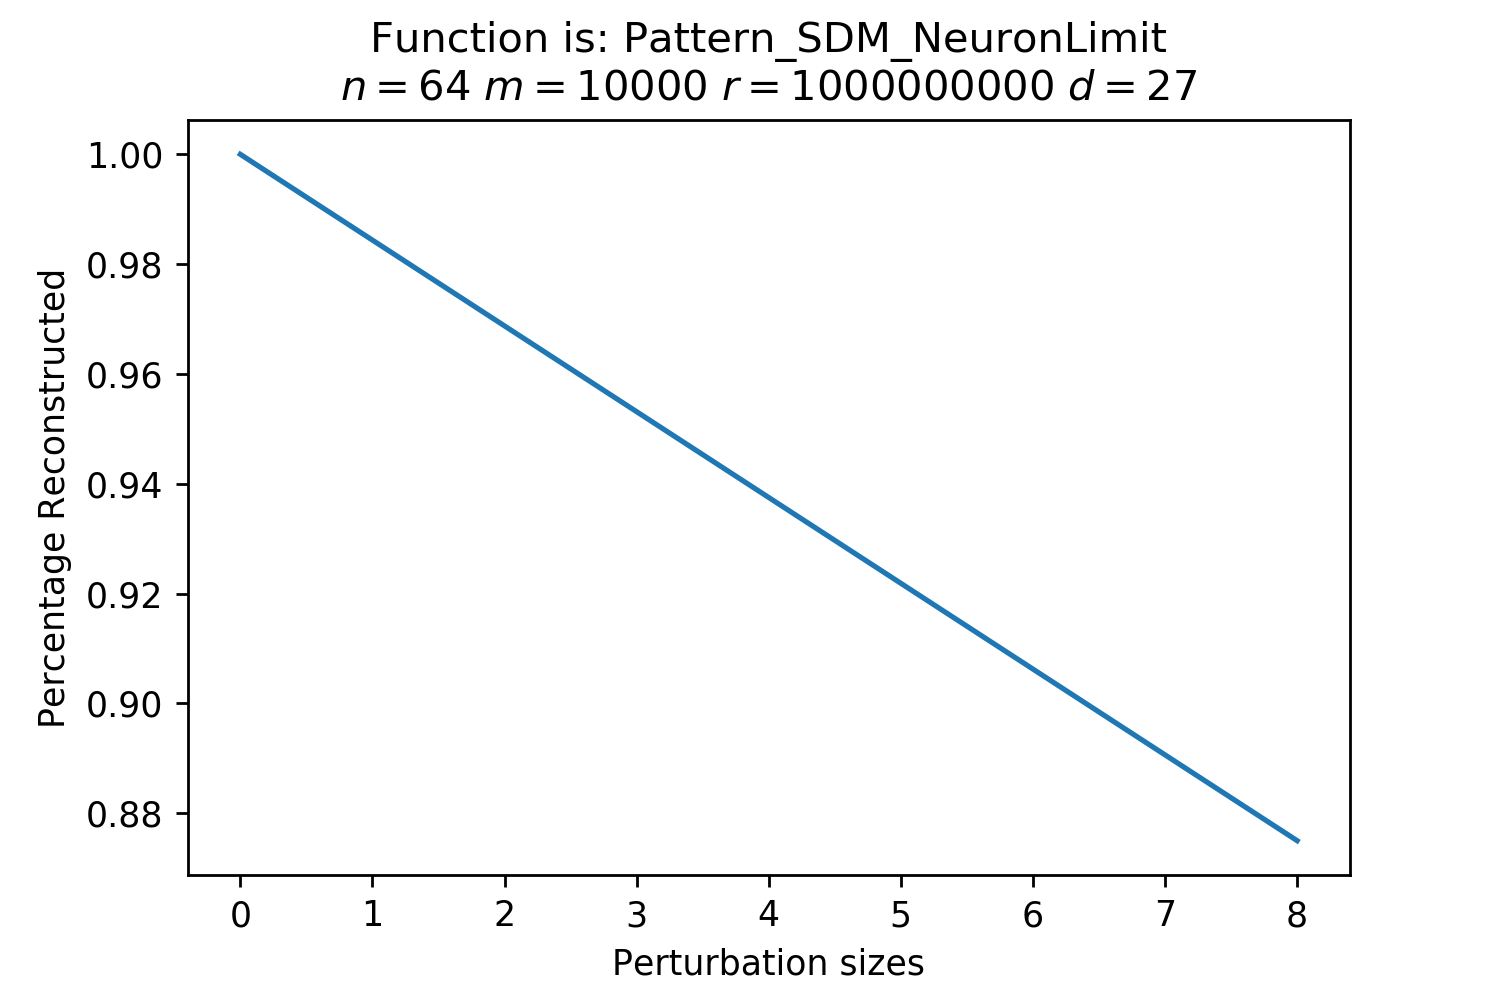 Function is: Pattern_SDM_NeuronLimit
n = 64 m = 10000 r = 1000000000 d = 27
1.00
0.98
0.96
0.94
0.92
0.90
0.88
Percentage Reconstructed
0 1 2 3 4 5 6 7 8
Perturbation sizes